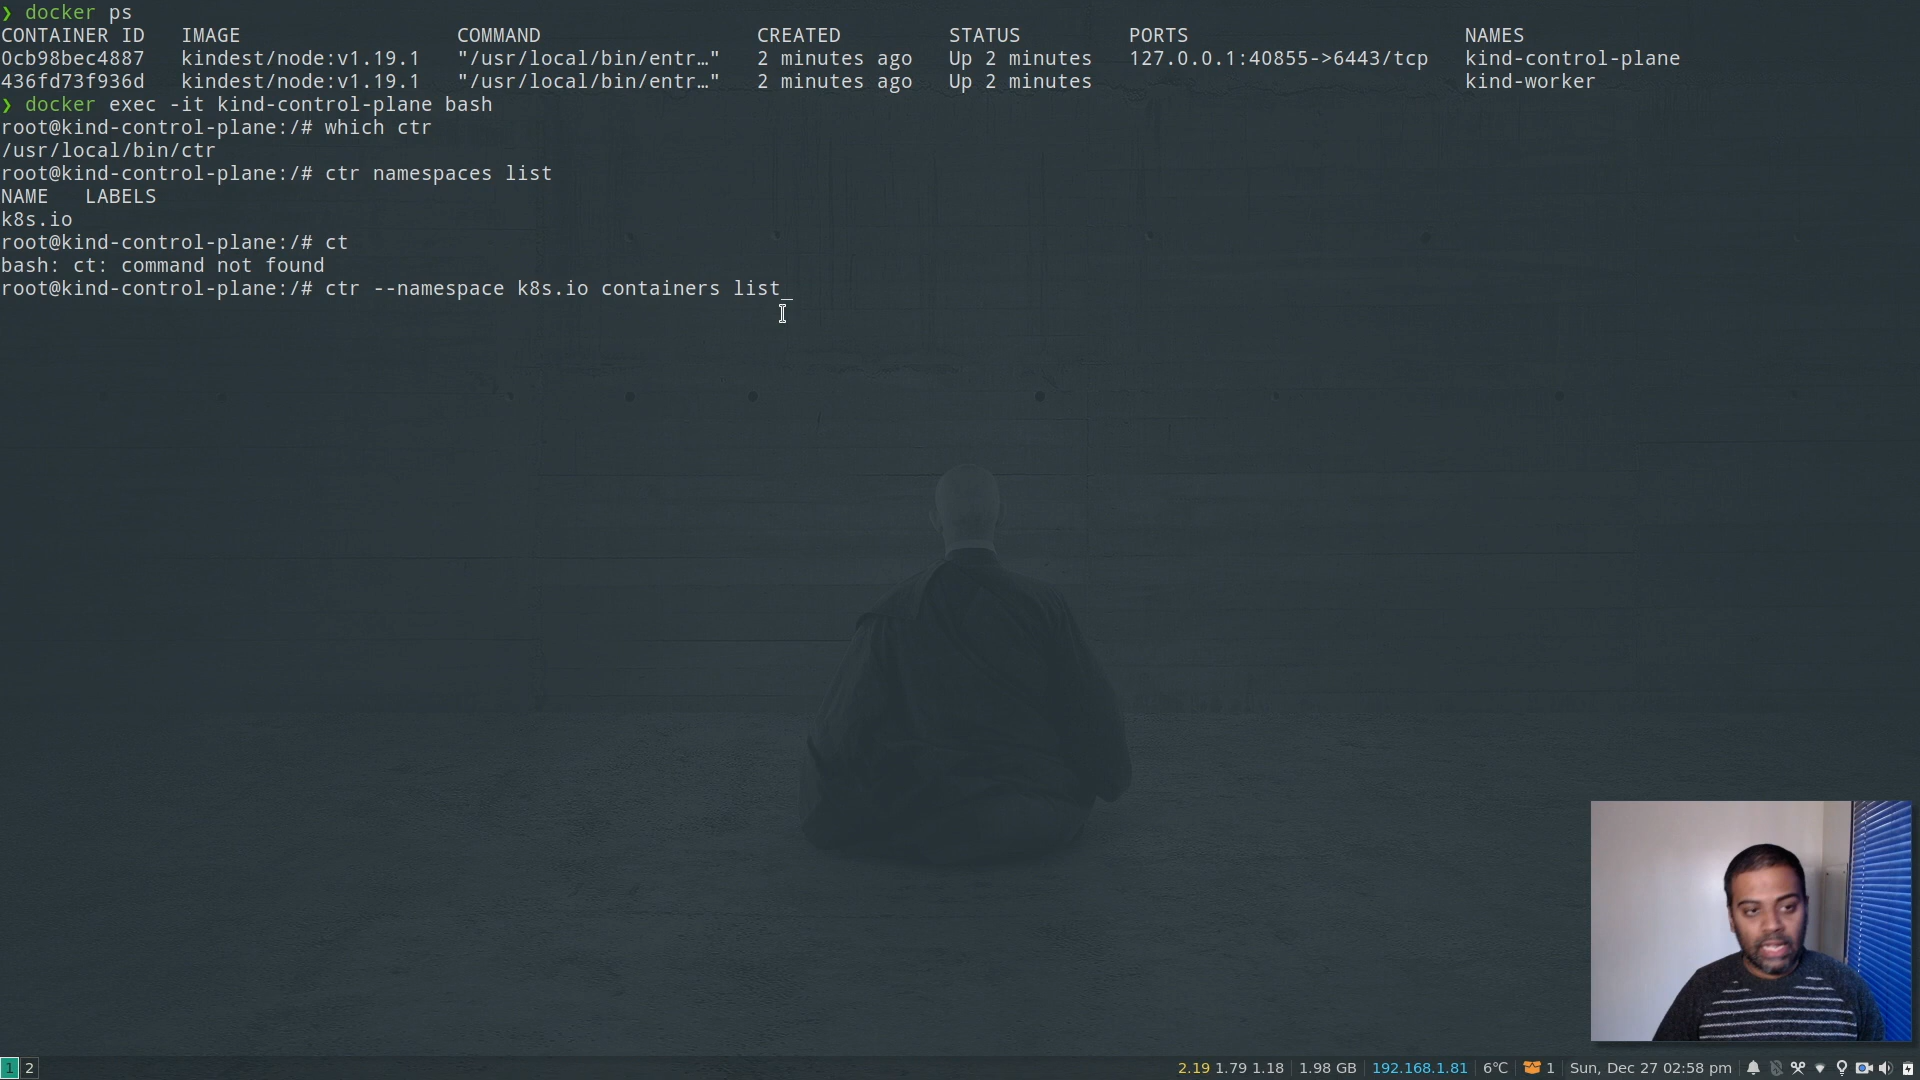 ❯ docker ps
CONTAINER ID   IMAGE                  COMMAND                  CREATED         STATUS         PORTS                       NAMES
0cb98bec4887   kindest/node:v1.19.1   "/usr/local/bin/entr…"   2 minutes ago   Up 2 minutes   127.0.0.1:40855->6443/tcp   kind-control-plane
436fd73f936d   kindest/node:v1.19.1   "/usr/local/bin/entr…"   2 minutes ago   Up 2 minutes                               kind-worker
❯ docker exec -it kind-control-plane bash
root@kind-control-plane:/# which ctr
/usr/local/bin/ctr
root@kind-control-plane:/# ctr namespaces list
NAME   LABELS
k8s.io
root@kind-control-plane:/# ct
bash: ct: command not found
root@kind-control-plane:/# ctr --namespace k8s.io containers list_
1 2 2.19 1.79 1.18 | 1.98 GB | 192.168.1.81 | 6°C | 1 | Sun, Dec 27 02:58 pm